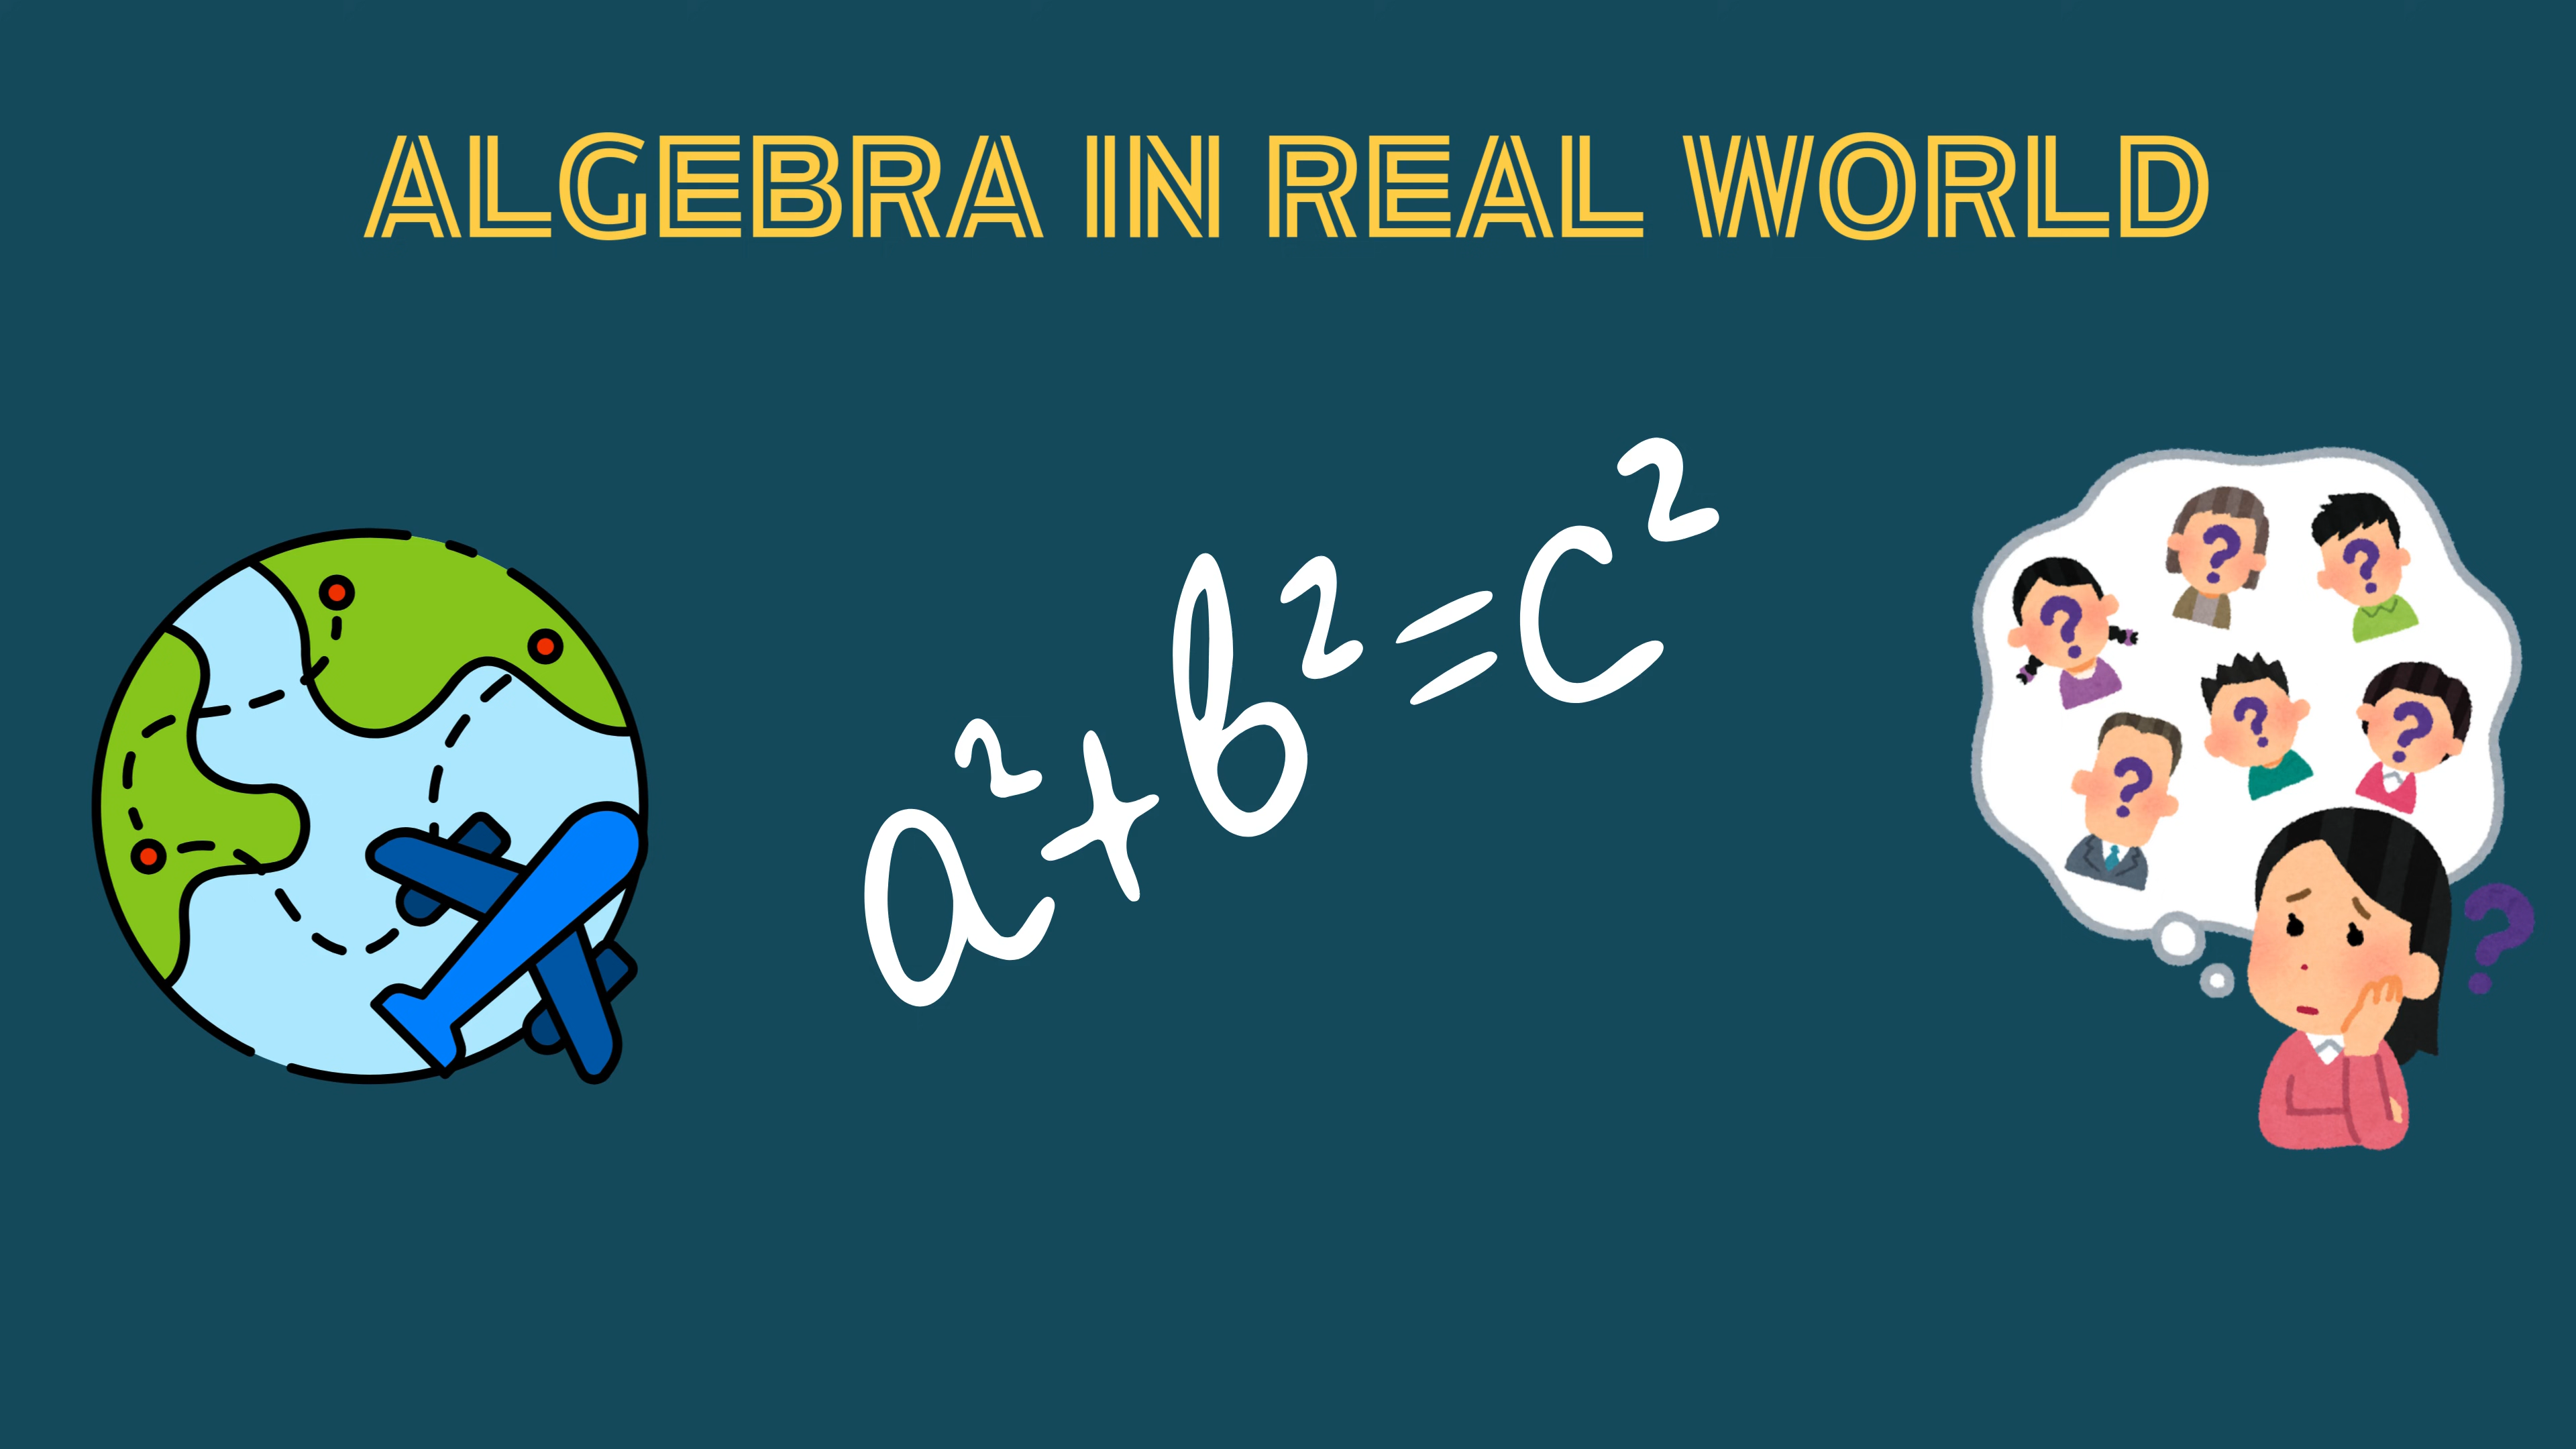 ALGEBRA IN REAL WORLD
a²+b²=c²
? ?
?
? ?
?
?